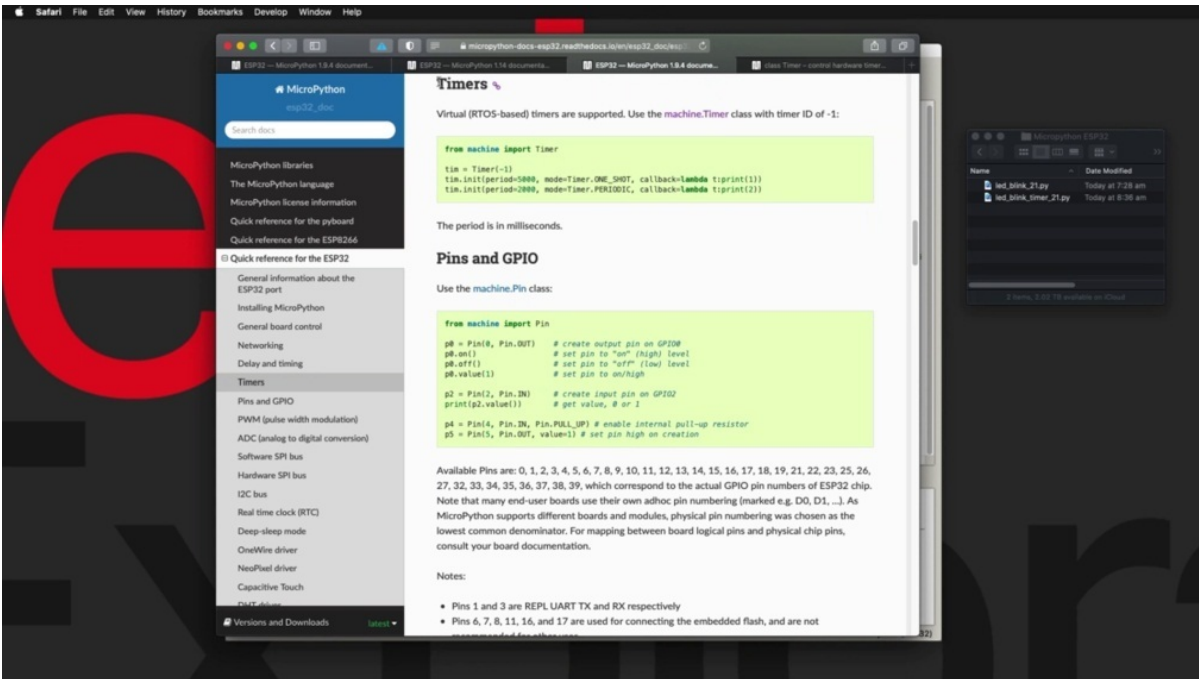 Safari File Edit View History Bookmarks Develop Window Help
micropython-docs-esp32.readthedocs.io/en/esp32_doc/esp3
ESP32 — MicroPython 1.9.4 document...
ESP32 — MicroPython 1.14 documenta...
ESP32 — MicroPython 1.9.4 docume...
class Timer – control hardware timer...
MicroPython
esp32_doc
Search docs
MicroPython libraries
The MicroPython language
MicroPython license information
Quick reference for the pyboard
Quick reference for the ESP8266
Quick reference for the ESP32
General information about the
ESP32 port
Installing MicroPython
General board control
Networking
Delay and timing
Timers
Pins and GPIO
PWM (pulse width modulation)
ADC (analog to digital conversion)
Software SPI bus
Hardware SPI bus
I2C bus
Real time clock (RTC)
Deep-sleep mode
OneWire driver
NeoPixel driver
Capacitive Touch
DHT driver
Versions and Downloads latest
Timers
Virtual (RTOS-based) timers are supported. Use the machine.Timer class with timer ID of -1:
from machine import Timer
tim = Timer(-1)
tim.init(period=5000, mode=Timer.ONE_SHOT, callback=lambda t:print(1))
tim.init(period=2000, mode=Timer.PERIODIC, callback=lambda t:print(2))
The period is in milliseconds.
Pins and GPIO
Use the machine.Pin class:
from machine import Pin
p0 = Pin(0, Pin.OUT) # create output pin on GPIO0
p0.on() # set pin to "on" (high) level
p0.off() # set pin to "off" (low) level
p0.value(1) # set pin to on/high
p2 = Pin(2, Pin.IN) # create input pin on GPIO2
print(p2.value()) # get value, 0 or 1
p4 = Pin(4, Pin.IN, Pin.PULL_UP) # enable internal pull-up resistor
p5 = Pin(5, Pin.OUT, value=1) # set pin high on creation
Available Pins are: 0, 1, 2, 3, 4, 5, 6, 7, 8, 9, 10, 11, 12, 13, 14, 15, 16, 17, 18, 19, 21, 22, 23, 25, 26,
27, 32, 33, 34, 35, 36, 37, 38, 39, which correspond to the actual GPIO pin numbers of ESP32 chip.
Note that many end-user boards use their own adhoc pin numbering (marked e.g. D0, D1, ...). As
MicroPython supports different boards and modules, physical pin numbering was chosen as the
lowest common denominator. For mapping between board logical pins and physical chip pins,
consult your board documentation.
Notes:
• Pins 1 and 3 are REPL UART TX and RX respectively
• Pins 6, 7, 8, 11, 16, and 17 are used for connecting the embedded flash, and are not
recommended for other uses
Micropython ESP32
Name Date Modified
led_blink_21.py Today at 7:28 am
led_blink_timer_21.py Today at 8:36 am
2 items, 3.03 TB available on iCloud
32)